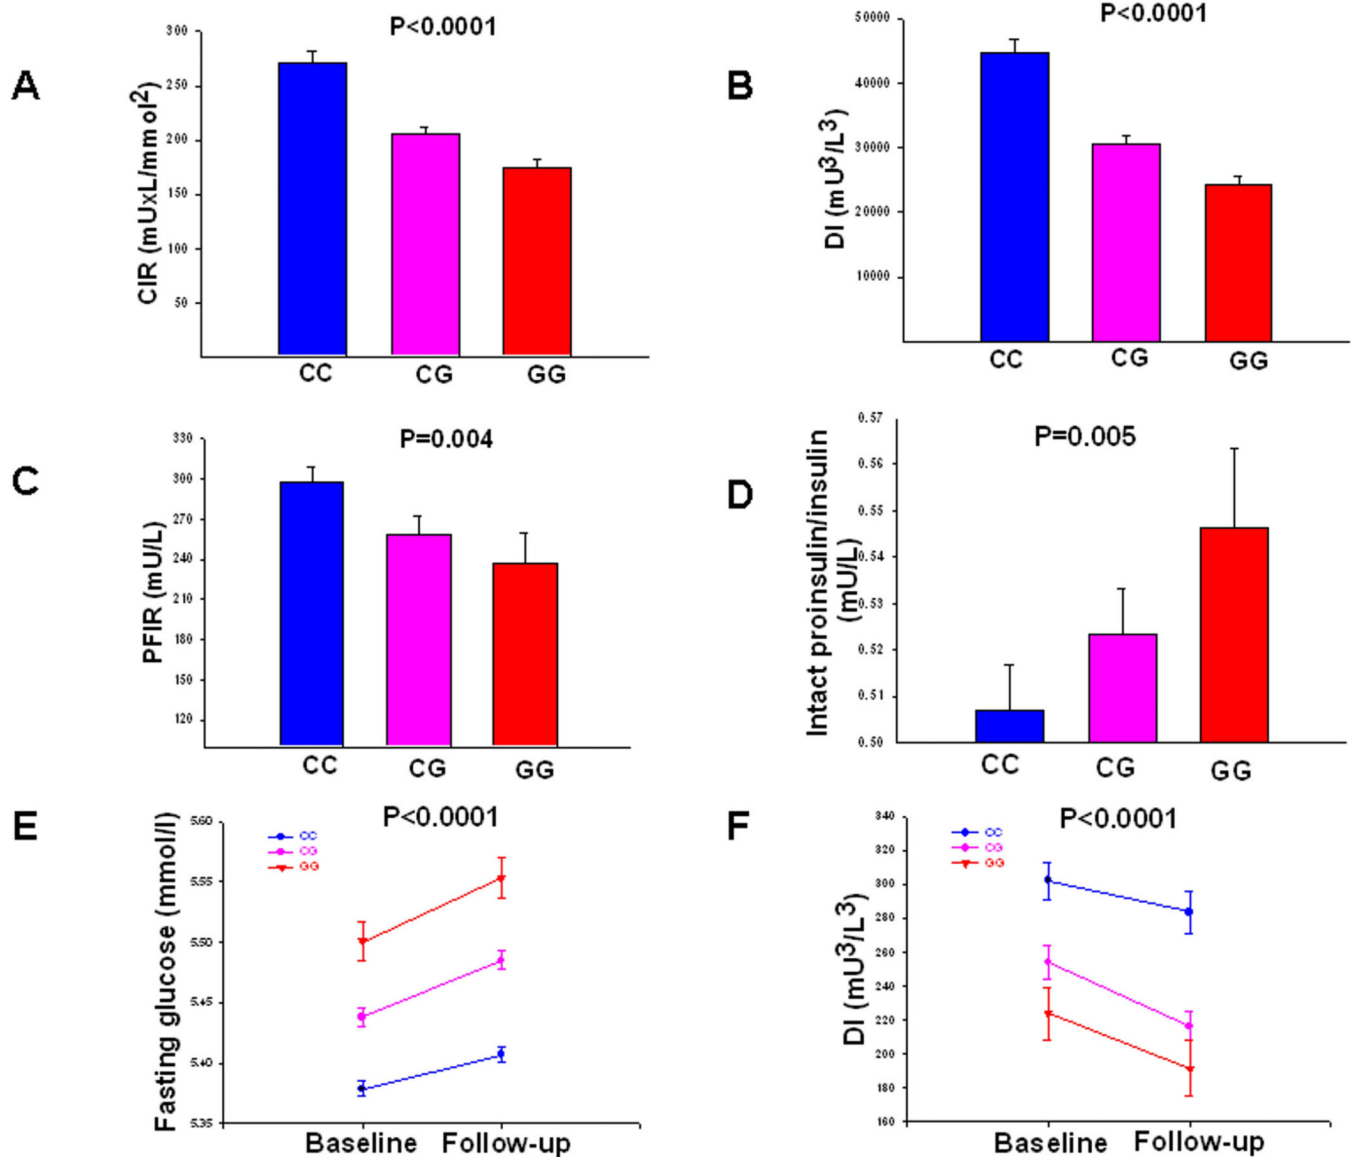 A
P<0.0001
CIR (mUxL/mmol2)
300
250
200
150
100
50
CC CG GG
B
P<0.0001
DI (mU3/L3)
50000
40000
30000
20000
10000
CC CG GG
C
P=0.004
PFIR (mU/L)
330
300
270
240
210
180
150
120
CC CG GG
D
P=0.005
Intact proinsulin/insulin
(mU/L)
0.57
0.56
0.55
0.54
0.53
0.52
0.51
0.50
CC CG GG
E
P<0.0001
Fasting glucose (mmol/l)
5.60
5.55
5.50
5.45
5.40
5.35
CC
CG
GG
Baseline Follow-up
F
P<0.0001
DI (mU3/L3)
340
320
300
280
260
240
220
200
180
160
CC
CG
GG
Baseline Follow-up